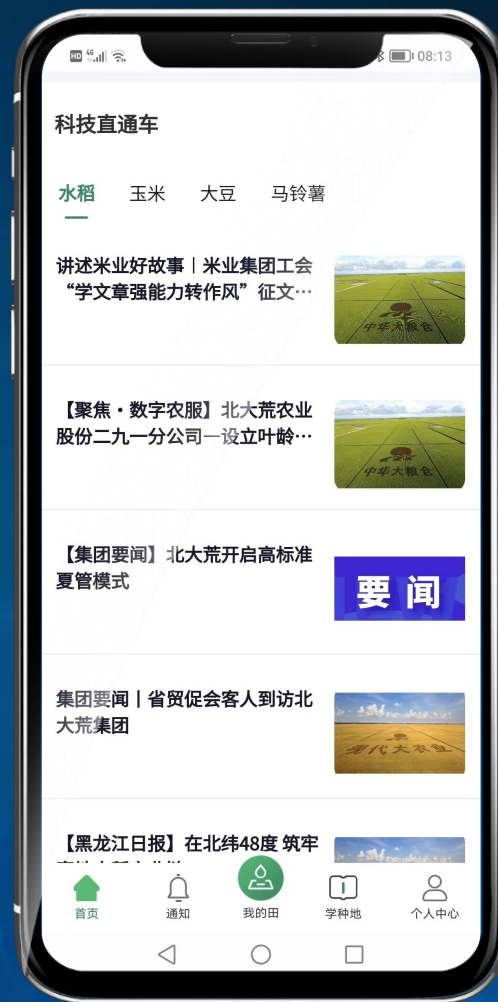 HD 4G 08:13
科技直通车
水稻 玉米 大豆 马铃薯
讲述米业好故事丨米业集团工会
“学文章强能力转作风”征文…
中华大粮仓
【聚焦·数字农服】北大荒农业
股份二九一分公司—设立叶龄…
中华大粮仓
【集团要闻】北大荒开启高标准
夏管模式
要闻
集团要闻丨省贸促会客人到访北
大荒集团
现代大农业
【黑龙江日报】在北纬48度 筑牢
首页 通知 我的田 学种地 个人中心